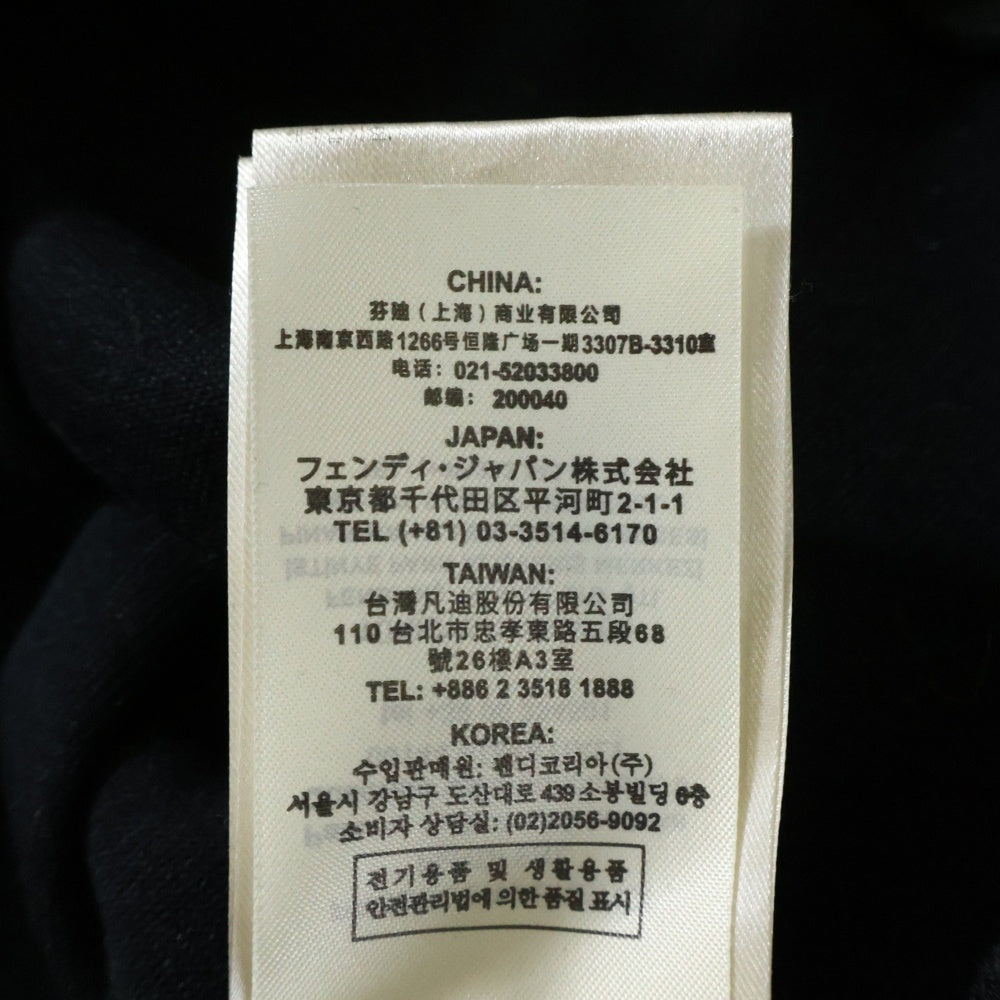 CHINA:
芬迪（上海）商业有限公司
上海南京西路1266号恒隆广场一期3307B-3310室
电话：021-52033800
邮编：200040
JAPAN:
フェンディ・ジャパン株式会社
東京都千代田区平河町2-1-1
TEL (+81) 03-3514-6170
TAIWAN:
台灣凡迪股份有限公司
110 台北市忠孝東路五段68
號26樓A3室
TEL: +886 2 3518 1888
KOREA:
수입판매원: 펜디코리아(주)
서울시 강남구 도산대로 439 소봉빌딩 6층
소비자 상담실: (02)2056-9092
전기용품 및 생활용품
안전관리법에 의한 품질 표시